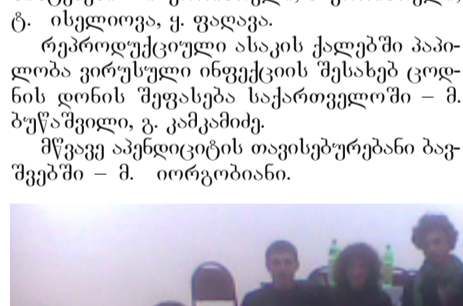 ტ. ისელიოვა, ყ. ფაღავა.
რეპროდუქციული ასაკის ქალებში პაპი-
ლობა ვირუსული ინფექციის შესახებ ცოდ-
ნის დონის შეფასება საქართველოში – მ.
ბუწაშვილი, გ. კამკამიძე.
მწვავე აპენდიციტის თავისებურებანი ბავ-
შვებში – მ. იორგობიანი.